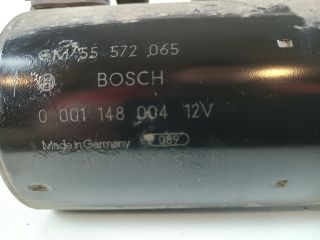 GM 55 572 065
BOSCH
0 001 148 004 12V
Made in Germany 089